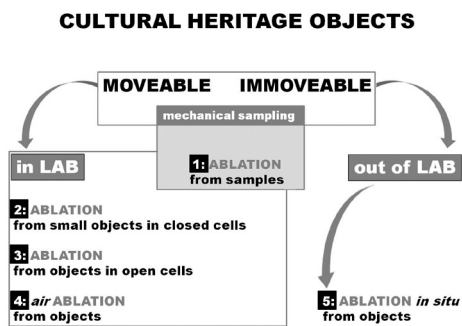 CULTURAL HERITAGE OBJECTS
MOVEABLE IMMOVEABLE
mechanical sampling
in LAB
1: ABLATION
from samples
out of LAB
2: ABLATION
from small objects in closed cells
3: ABLATION
from objects in open cells
4: air ABLATION
from objects
5: ABLATION in situ
from objects